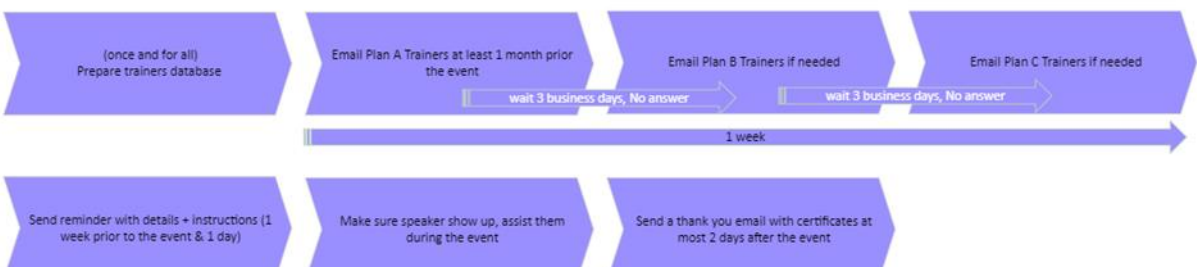 (once and for all)
Prepare trainers database
Email Plan A Trainers at least 1 month prior
the event
Email Plan B Trainers if needed
Email Plan C Trainers if needed
wait 3 business days, No answer
wait 3 business days, No answer
1 week
Send reminder with details + instructions (1
week prior to the event & 1 day)
Make sure speaker show up, assist them
during the event
Send a thank you email with certificates at
most 2 days after the event